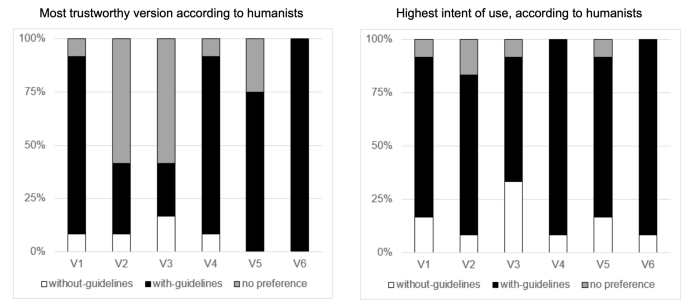 Most trustworthy version according to humanists
100%
75%
50%
25%
0%
V1 V2 V3 V4 V5 V6
without-guidelines with-guidelines no preference
Highest intent of use, according to humanists
100%
75%
50%
25%
0%
V1 V2 V3 V4 V5 V6
without-guidelines with-guidelines no preference